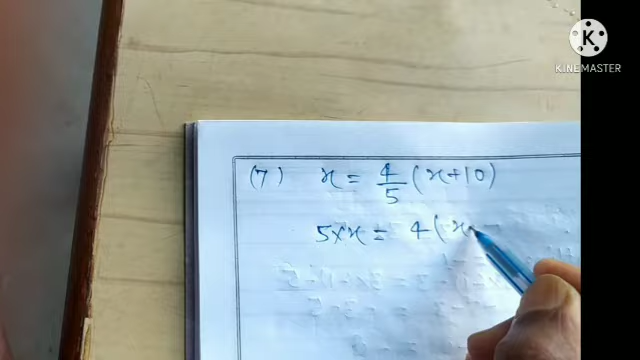 K
KINEMASTER
(7) x = 4/5 (x+10)
5×x = 4(x